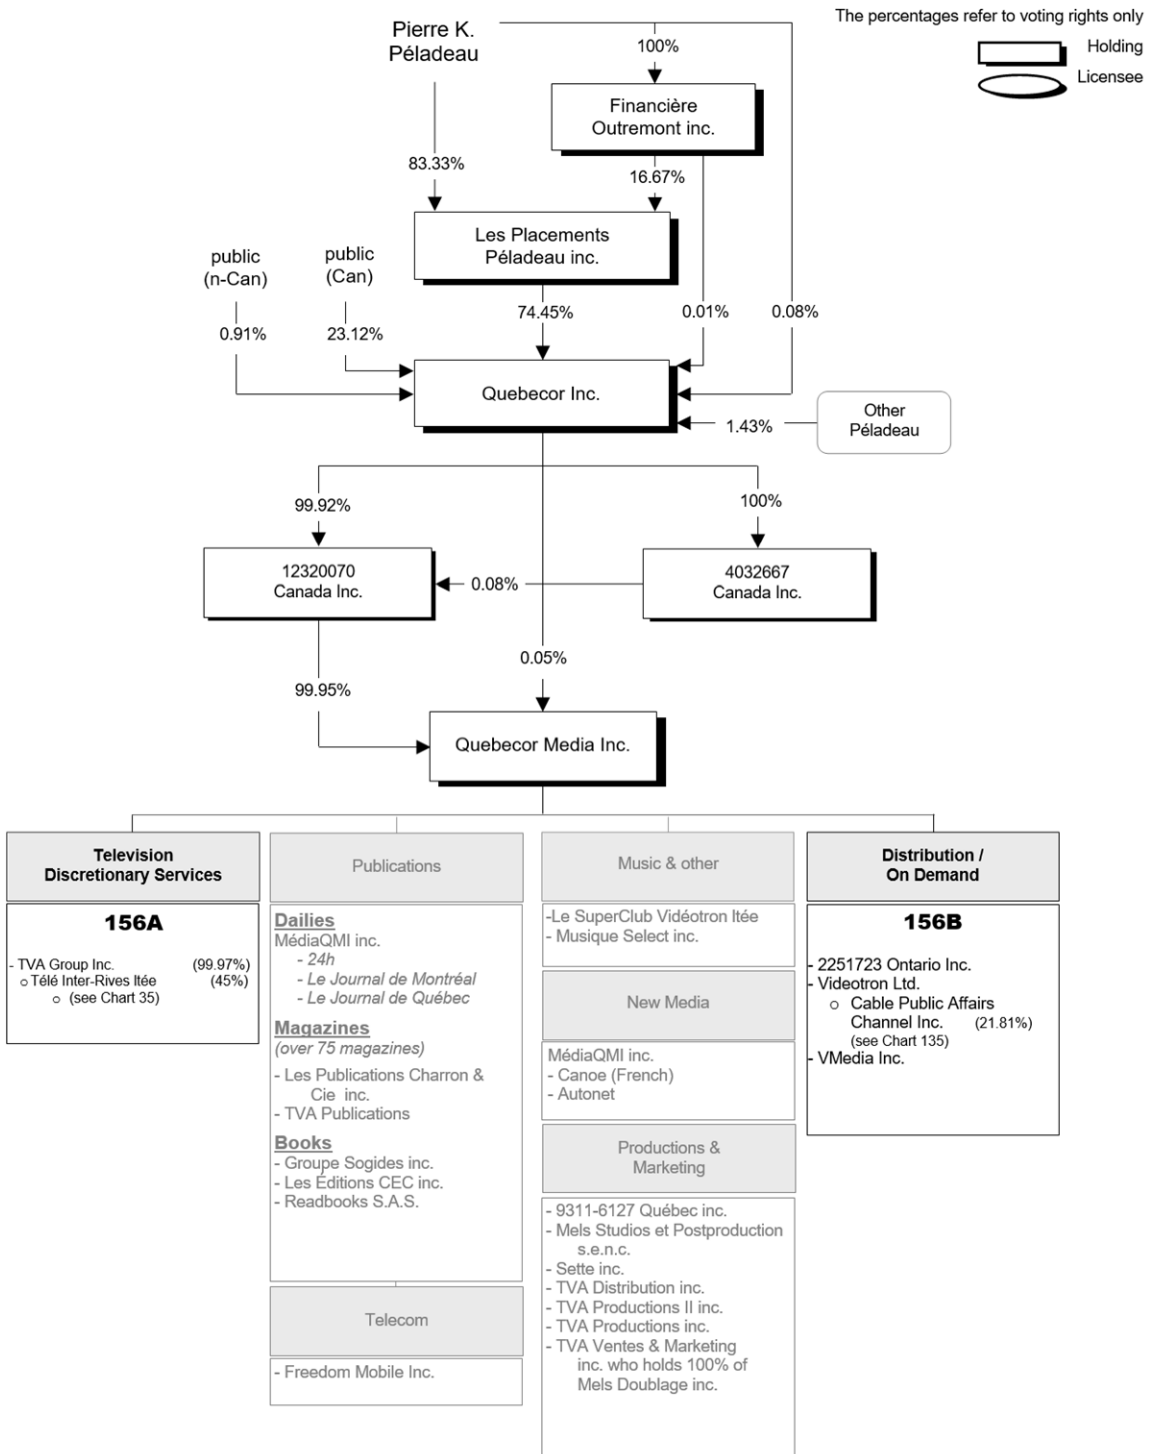 The percentages refer to voting rights only
Holding
Licensee
Pierre K.
Péladeau
100%
Financière
Outremont inc.
83.33%
16.67%
Les Placements
Péladeau inc.
public
(n-Can)
public
(Can)
0.91%
23.12%
74.45%
0.01%
0.08%
Quebecor Inc.
1.43%
Other
Péladeau
99.92%
100%
12320070
Canada Inc.
0.08%
4032667
Canada Inc.
0.05%
99.95%
Quebecor Media Inc.
Television
Discretionary Services
156A
- TVA Group Inc. (99.97%)
o Télé Inter-Rives ltée (45%)
o (see Chart 35)
Publications
Dailies
MédiaQMI inc.
- 24h
- Le Journal de Montréal
- Le Journal de Québec
Magazines
(over 75 magazines)
- Les Publications Charron &
Cie inc.
- TVA Publications
Books
- Groupe Sogides inc.
- Les Éditions CEC inc.
- Readbooks S.A.S.
Telecom
- Freedom Mobile Inc.
Music & other
-Le SuperClub Vidéotron ltée
- Musique Select inc.
New Media
MédiaQMI inc.
- Canoe (French)
- Autonet
Productions &
Marketing
- 9311-6127 Québec inc.
- Mels Studios et Postproduction
s.e.n.c.
- Sette inc.
- TVA Distribution inc.
- TVA Productions II inc.
- TVA Productions inc.
- TVA Ventes & Marketing
inc. who holds 100% of
Mels Doublage inc.
Distribution /
On Demand
156B
- 2251723 Ontario Inc.
- Videotron Ltd.
o Cable Public Affairs
Channel Inc. (21.81%)
(see Chart 135)
- VMedia Inc.